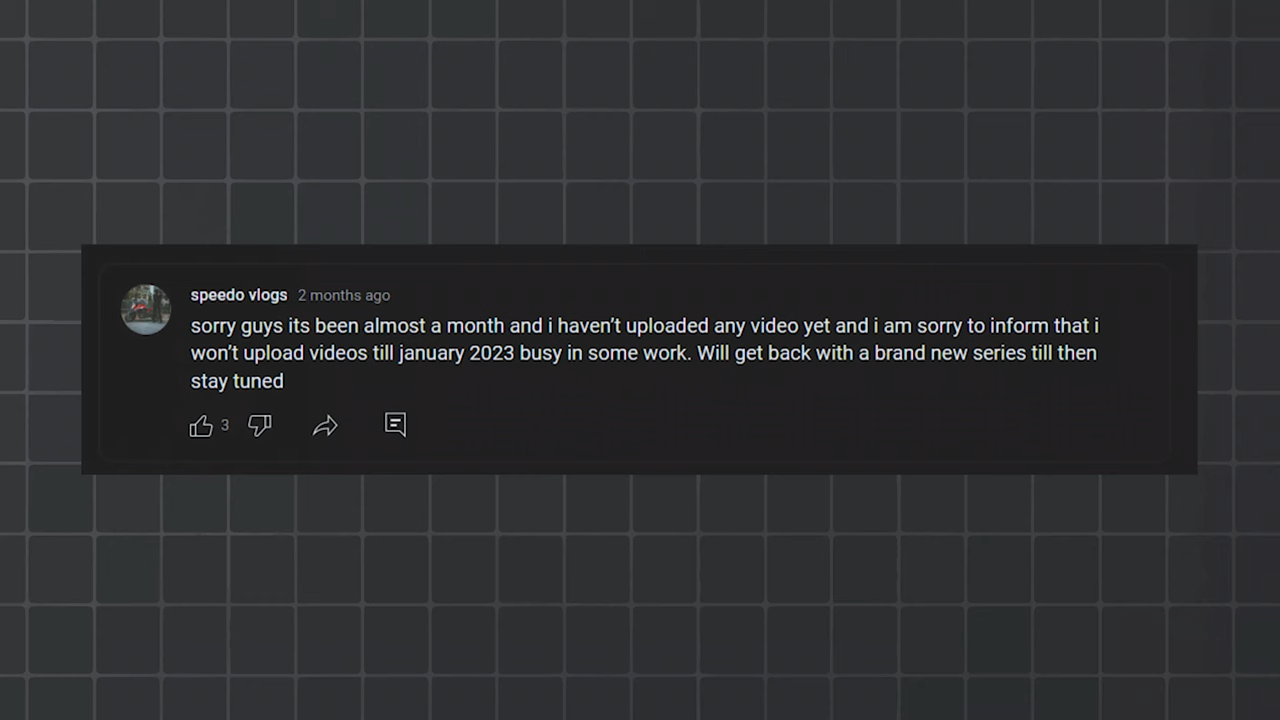 speedo vlogs 2 months ago
sorry guys its been almost a month and i haven't uploaded any video yet and i am sorry to inform that i
won't upload videos till january 2023 busy in some work. Will get back with a brand new series till then
stay tuned
3